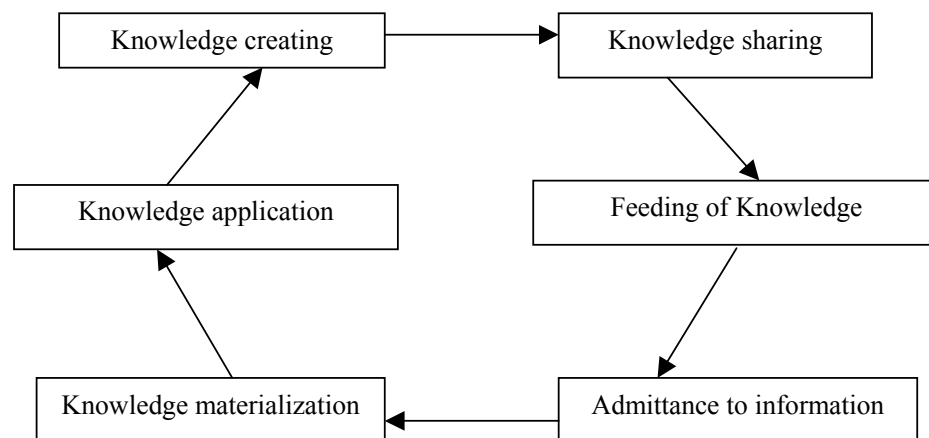 Knowledge creating
Knowledge sharing
Knowledge application
Feeding of Knowledge
Knowledge materialization
Admittance to information